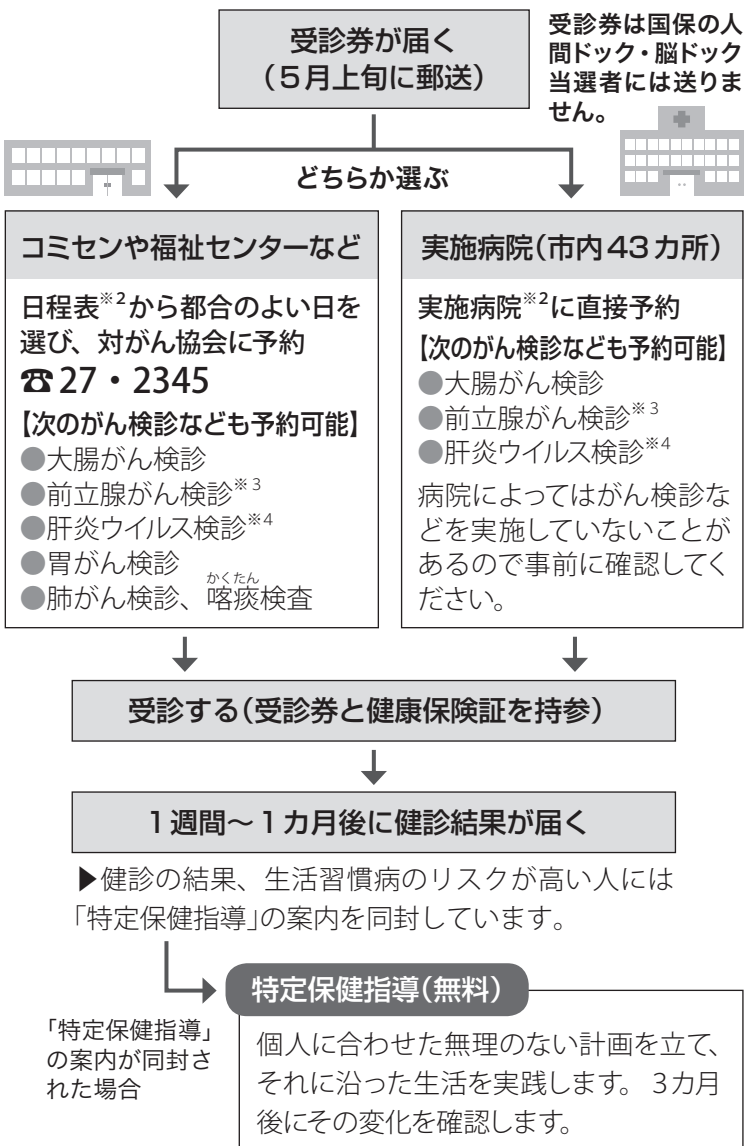 受診券が届く
(5月上旬に郵送)
受診券は国保の人
間ドック・脳ドック
当選者には送りま
せん。
どちらか選ぶ
コミセンや福祉センターなど
日程表※2から都合のよい日を
選び、対がん協会に予約
☎27・2345
【次のがん検診なども予約可能】
●大腸がん検診
●前立腺がん検診※3
●肝炎ウイルス検診※4
●胃がん検診
かくたん
●肺がん検診、喀痰検査
実施病院(市内43カ所)
実施病院※2に直接予約
【次のがん検診なども予約可能】
●大腸がん検診
●前立腺がん検診※3
●肝炎ウイルス検診※4
病院によってはがん検診な
どを実施していないことが
あるので事前に確認してく
ださい。
受診する(受診券と健康保険証を持参)
1週間~1カ月後に健診結果が届く
▶健診の結果、生活習慣病のリスクが高い人には
「特定保健指導」の案内を同封しています。
「特定保健指導」
の案内が同封さ
れた場合
特定保健指導(無料)
個人に合わせた無理のない計画を立て、
それに沿った生活を実践します。3カ月
後にその変化を確認します。